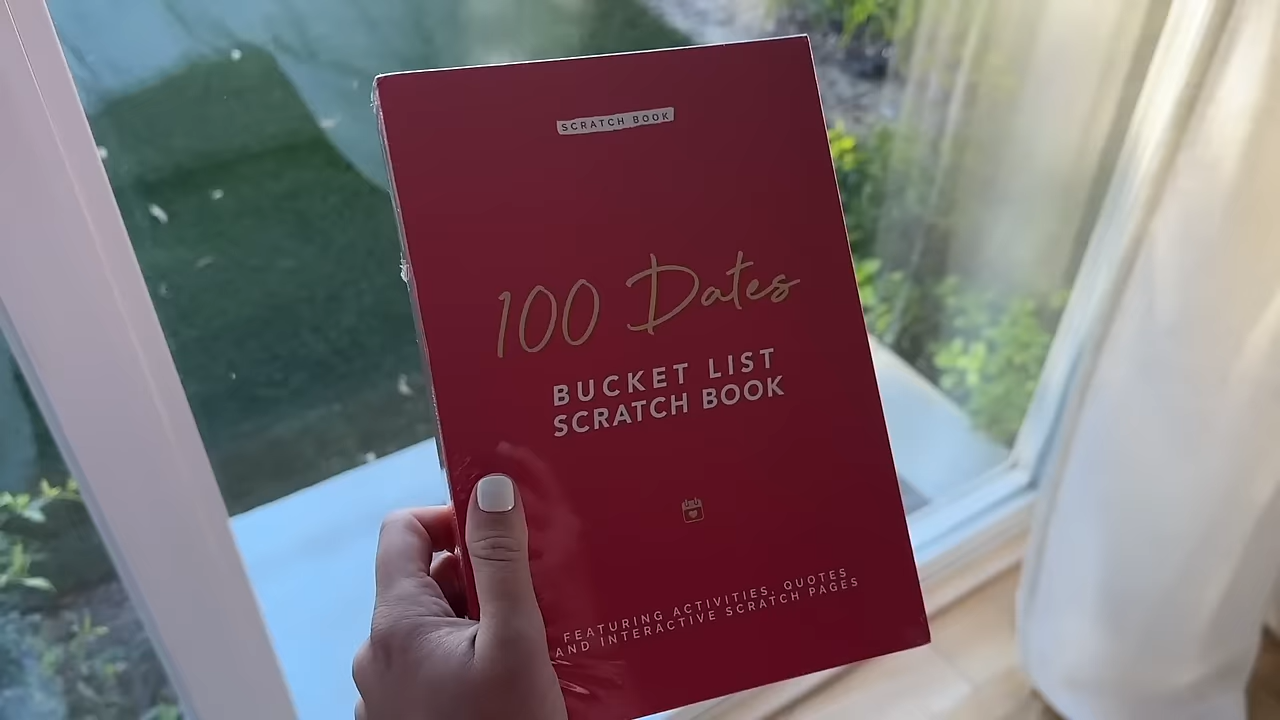 SCRATCH BOOK
100 Dates
BUCKET LIST
SCRATCH BOOK
FEATURING ACTIVITIES, QUOTES
AND INTERACTIVE SCRATCH PAGES